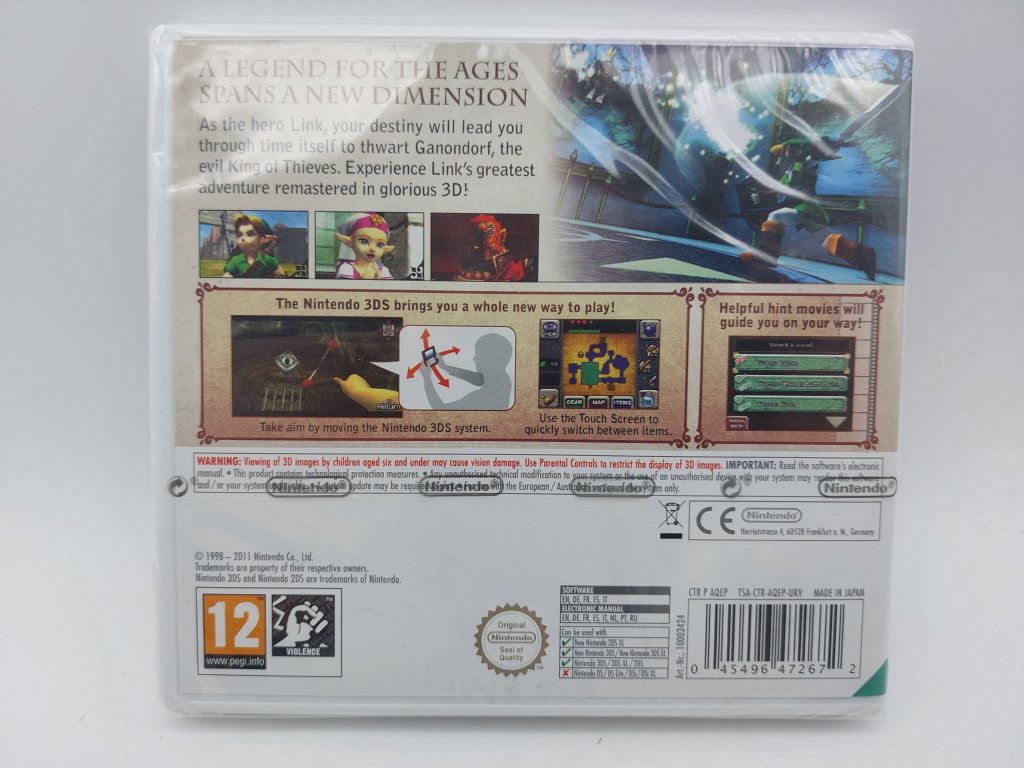 A LEGEND FOR THE AGES
SPANS A NEW DIMENSION
As the hero Link, your destiny will lead you
through time itself to thwart Ganondorf, the
evil King of Thieves. Experience Link's greatest
adventure remastered in glorious 3D!
The Nintendo 3DS brings you a whole new way to play!
Return
Take aim by moving the Nintendo 3DS system.
GEAR MAP ITEMS
Use the Touch Screen to
quickly switch between items.
Helpful hint movies will
guide you on your way!
BACK
WARNING: Viewing of 3D images by children aged six and under may cause vision damage. Use Parental Controls to restrict the display of 3D images. IMPORTANT: Read the software's electronic
manual. • This product contains technological protection measures. • Any unauthorised technical modification to your system or the use of an unauthorised device with your system may render this software
and / or your system update may be required the European / Australian system only.
Nintendo® Nintendo® Nintendo® Nintendo®
CE Nintendo
Herriotstrasse 4, 60528 Frankfurt a. M., Germany
© 1998 – 2011 Nintendo Co., Ltd.
Trademarks are property of their respective owners.
Nintendo 3DS and Nintendo 2DS are trademarks of Nintendo.
12
www.pegi.info
VIOLENCE
Original
Nintendo
Seal of
Quality
SOFTWARE
EN, DE, FR, ES, IT
ELECTRONIC MANUAL
EN, DE, FR, ES, IT, NL, PT, RU
Can be used with
New Nintendo 2DS XL
New Nintendo 3DS / New Nintendo 3DS XL
Nintendo 3DS / 3DS XL / 2DS
Nintendo DS / DS Lite / DSi / DSi XL
Art.-Nr.: 10003424
CTR P AQEP TSA-CTR-AQEP-UKV MADE IN JAPAN
0 45496 47267 2